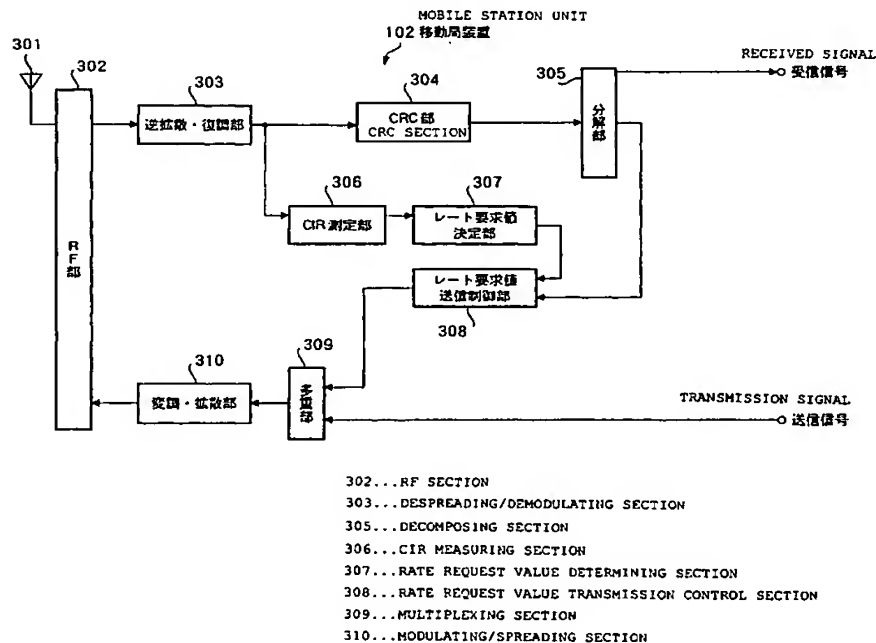 MOBILE STATION UNIT
102 移動局装置
301
302
303
304
305
RECEIVED SIGNAL
受信信号
逆拡散・復調部
CRC部
CRC SECTION
分解部
306
307
CIR測定部
レート要求値
決定部
RF部
レート要求値
送信制御部
308
309
310
変調・拡散部
多重部
TRANSMISSION SIGNAL
送信信号
302...RF SECTION
303...DESPREADING/DEMODULATING SECTION
305...DECOMPOSING SECTION
306...CIR MEASURING SECTION
307...RATE REQUEST VALUE DETERMINING SECTION
308...RATE REQUEST VALUE TRANSMISSION CONTROL SECTION
309...MULTIPLEXING SECTION
310...MODULATING/SPREADING SECTION